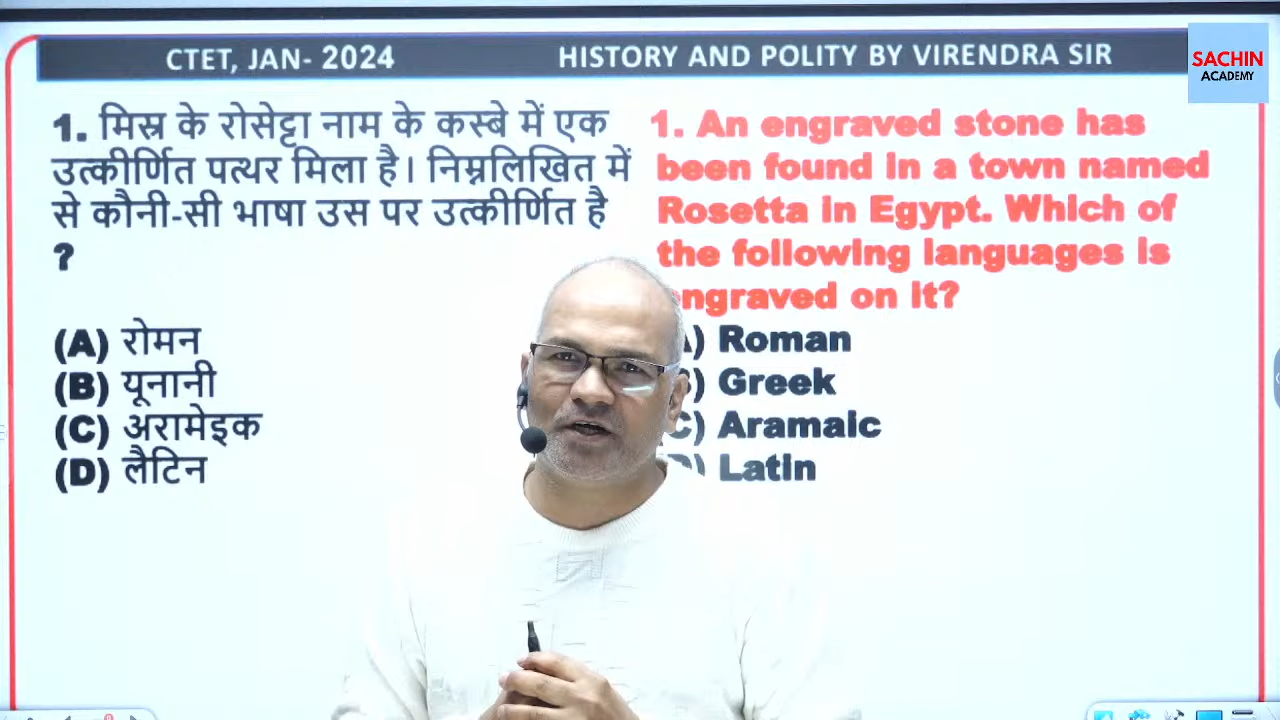 CTET, JAN- 2024
HISTORY AND POLITY BY VIRENDRA SIR
SACHIN
ACADEMY
1. मिस्र के रोसेट्टा नाम के कस्बे में एक
उत्कीर्णित पत्थर मिला है। निम्नलिखित में
से कौनी-सी भाषा उस पर उत्कीर्णित है
?
(A) रोमन
(B) यूनानी
(C) अरामेइक
(D) लैटिन
1. An engraved stone has
been found in a town named
Rosetta in Egypt. Which of
the following languages is
engraved on it?
A) Roman
) Greek
C) Aramaic
D) Latin